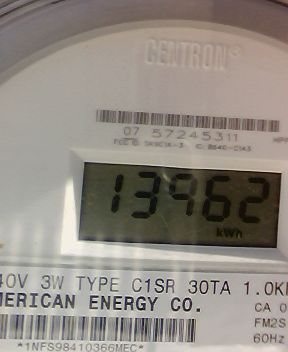 CENTRON®
07 57245311
13962
kWh
40V 3W TYPE C1SR 30TA 1.0K
MERICAN ENERGY CO.
CA 0
FM2S
60Hz
*1NFS98410366MEC*